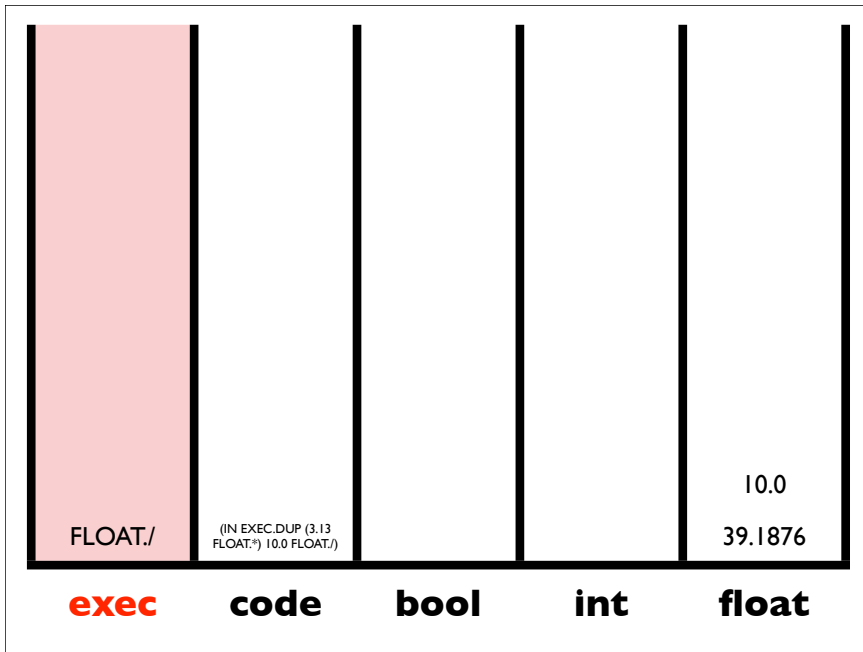 10.0
FLOAT./
(IN EXEC.DUP (3.13
FLOAT.*) 10.0 FLOAT./)
39.1876
exec
code
bool
int
float